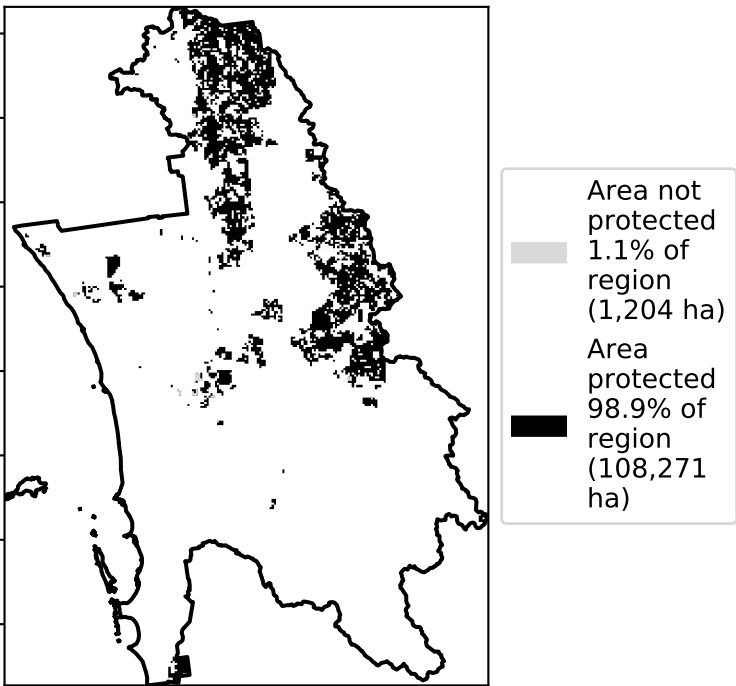 Area not
protected
1.1% of
region
(1,204 ha)
Area
protected
98.9% of
region
(108,271
ha)